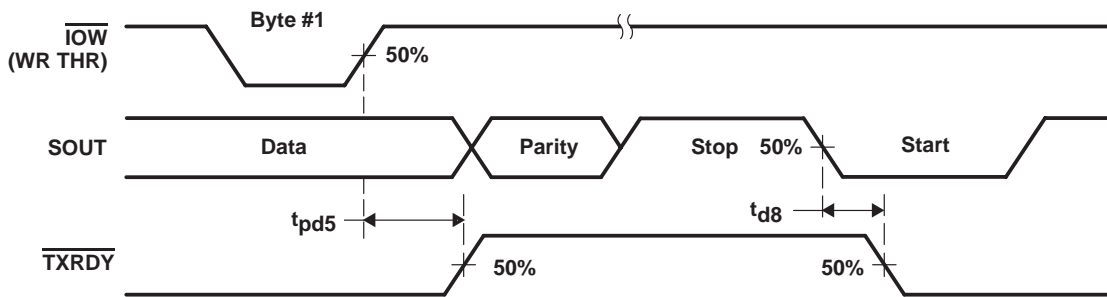 Byte #1
IOW
(WR THR)
50%
SOUT
Data
Parity
Stop
50%
Start
tpd5
td8
TXRDY
50%
50%